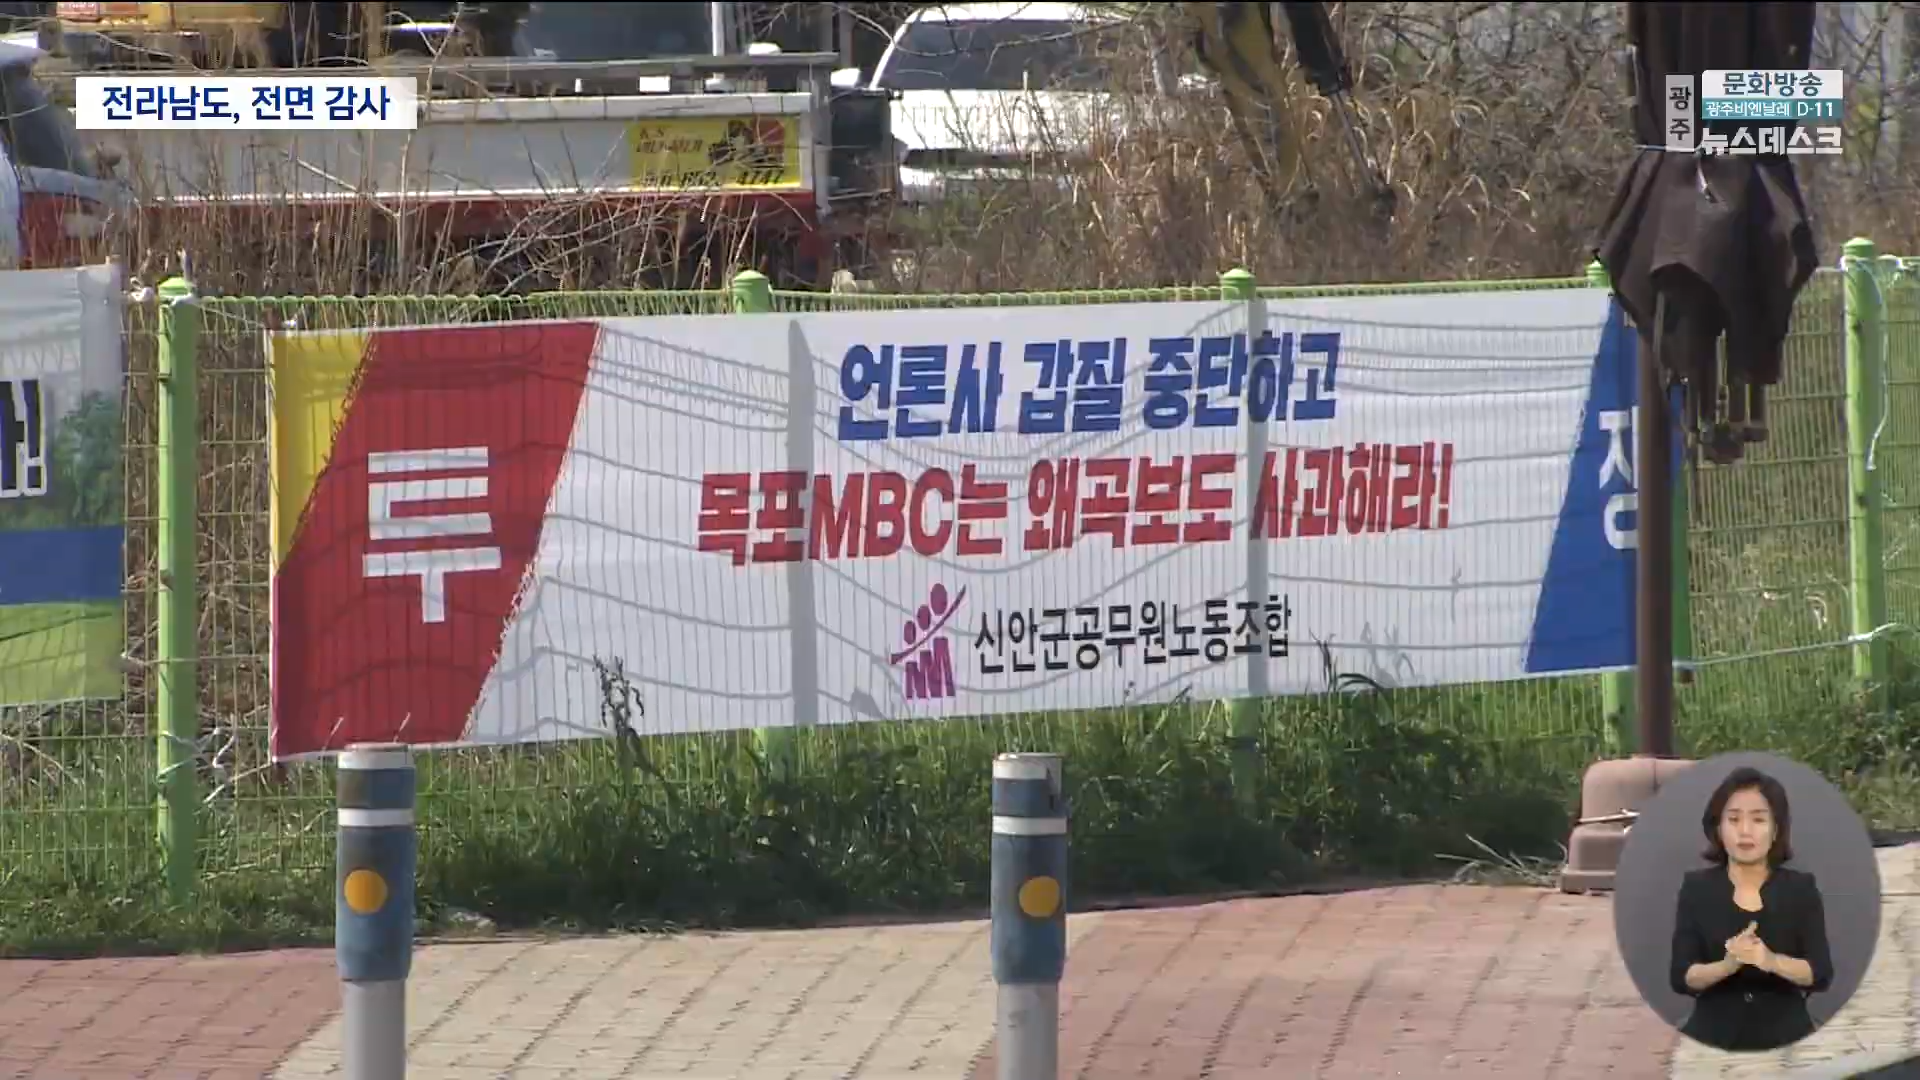 전라남도, 전면 감사
광주
문화방송
광주비엔날레 D-11
뉴스데스크
투
언론사 갑질 중단하고
목포MBC는 왜곡보도 사과해라!
신안군공무원노동조합
쟁